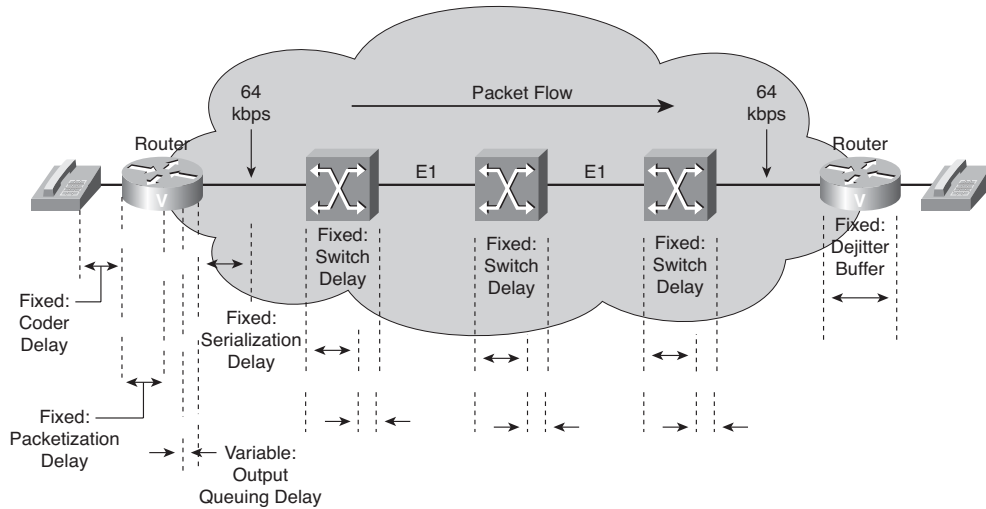 64
kbps
Packet Flow
64
kbps
Router
Router
E1
E1
V
V
Fixed:
Switch
Delay
Fixed:
Switch
Delay
Fixed:
Switch
Delay
Fixed:
Dejitter
Buffer
Fixed:
Coder
Delay
Fixed:
Serialization
Delay
Fixed:
Packetization
Delay
Variable:
Output
Queuing Delay